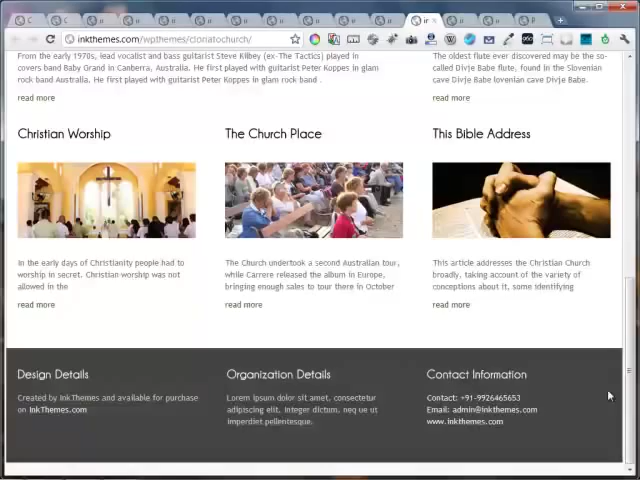 inkthemes.com/wpthemes/cloriatochurch/
From the early 1970s, lead vocalist and bass guitarist Steve Kilbey (ex-The Tactics) played in
covers band Baby Grand in Canberra, Australia. He first played with guitarist Peter Koppes in glam
rock band Australia. He first played with guitarist Peter Koppes in glam rock band .
read more
The oldest flute ever discovered may be the so-
called Divje Babe flute, found in the Slovenian
cave Divje Babe lovenian cave Divje Babe.
read more
Christian Worship
The Church Place
This Bible Address
In the early days of Christianity people had to
worship in secret. Christian worship was not
allowed in the
read more
The Church undertook a second Australian tour,
while Carrere released the album in Europe,
bringing enough sales to tour there in October
read more
This article addresses the Christian Church
broadly, taking account of the variety of
conceptions about it, some identifying
read more
Design Details
Created by InkThemes and available for purchase
on InkThemes.com
Organization Details
Lorem ipsum dolor sit amet, consectetur
adipiscing elit. Integer dictum, neq ue ut
imperdiet pellentesque.
Contact Information
Contact: +91-9926465653
Email: admin@inkthemes.com
www.inkthemes.com